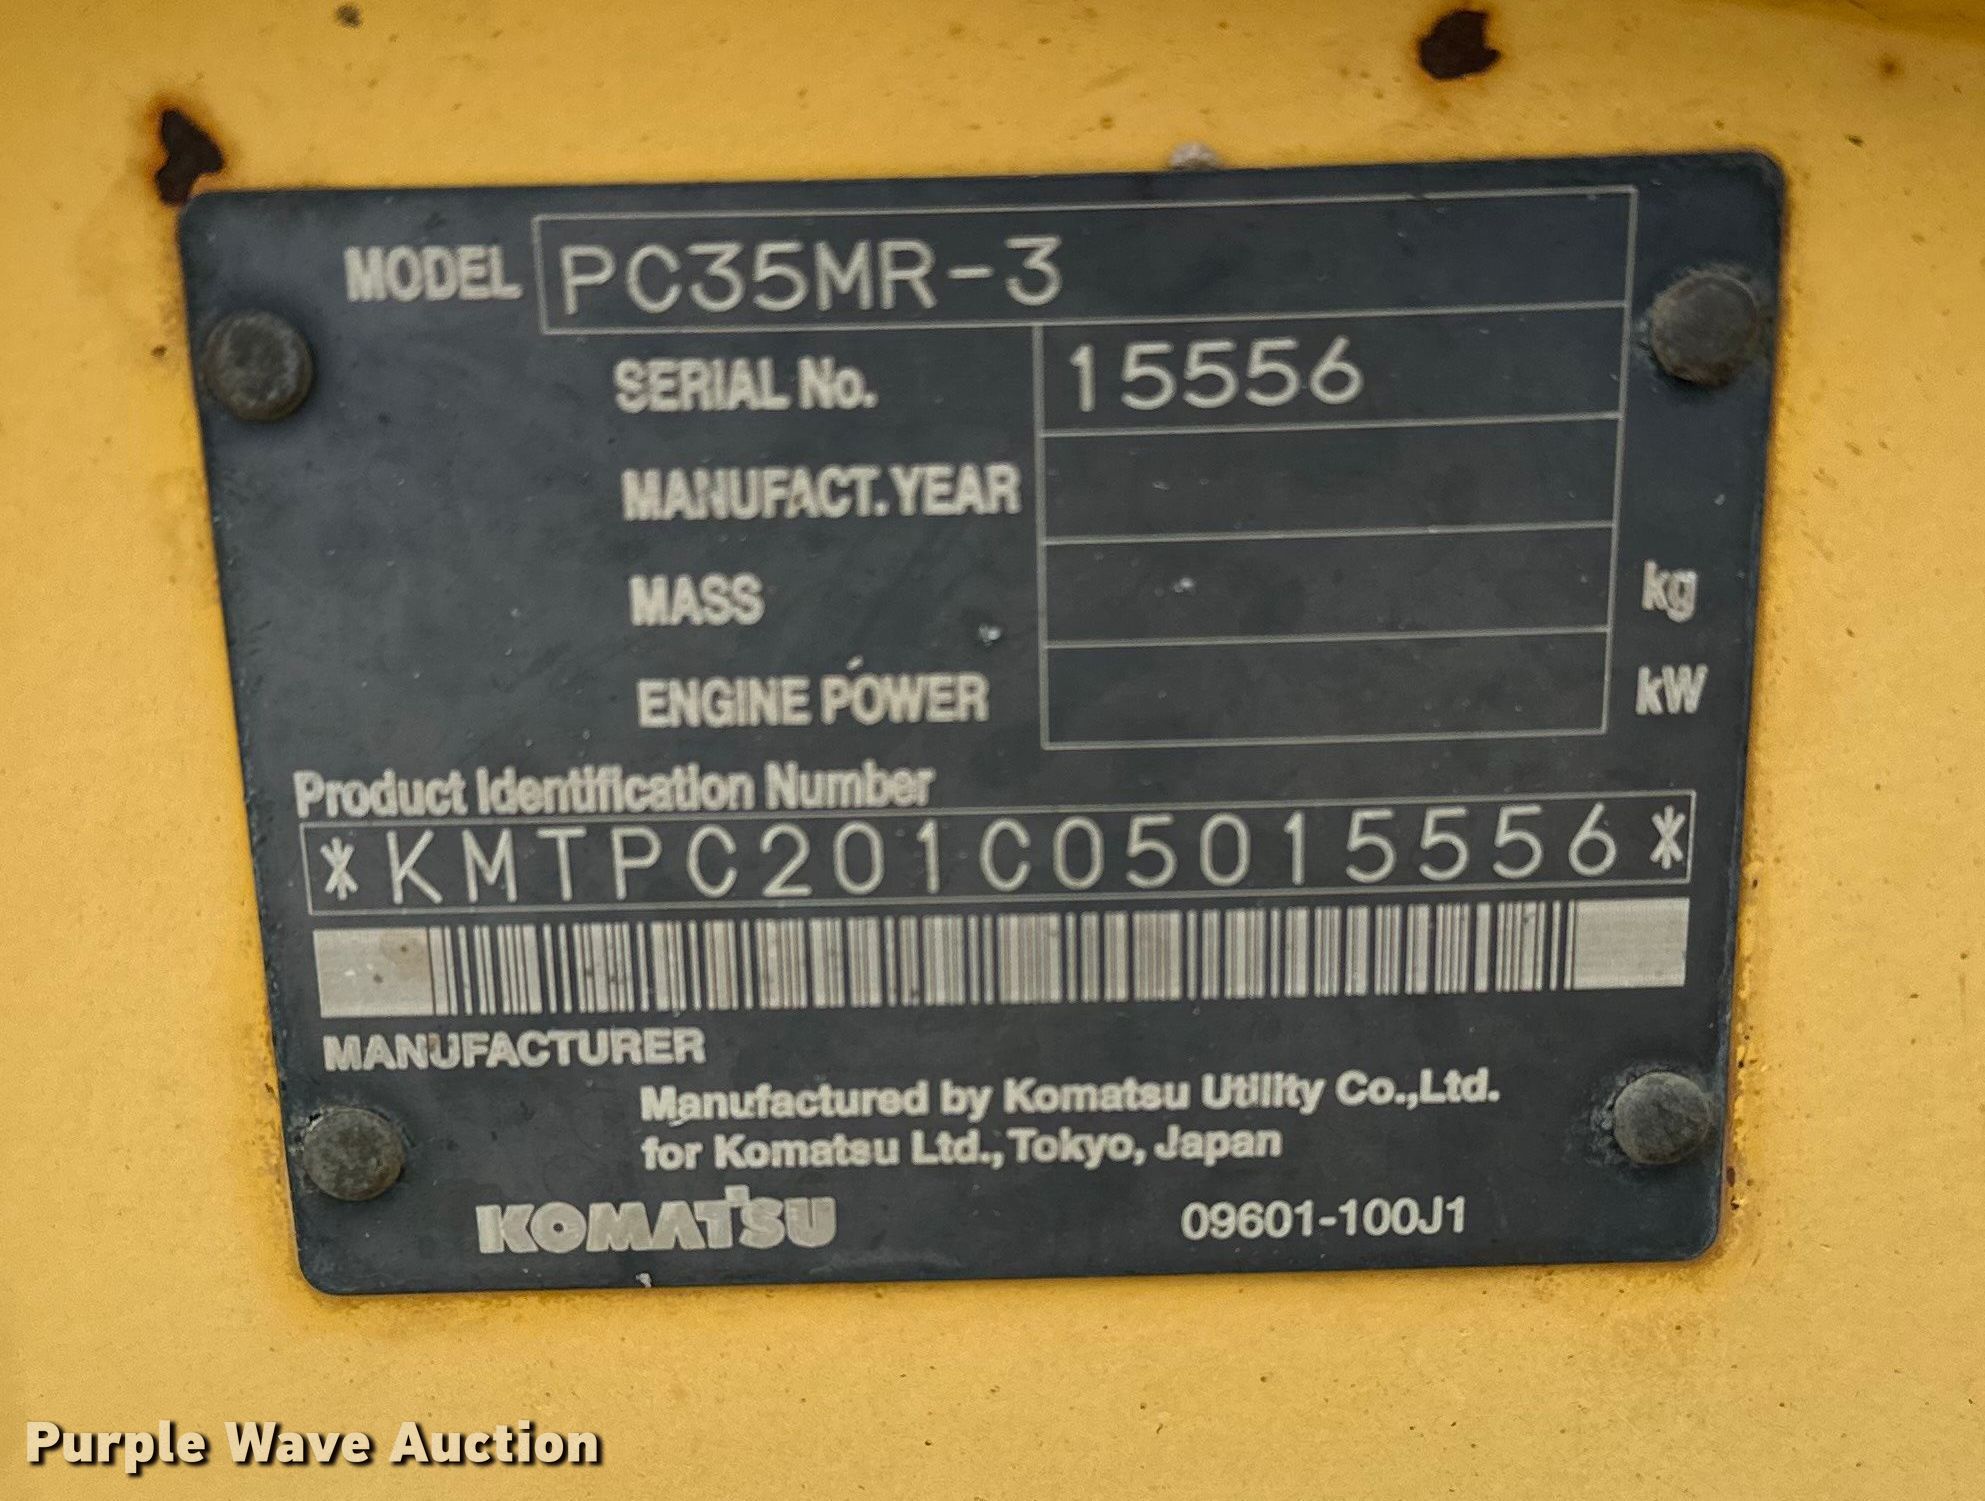 MODEL PC35MR-3
SERIAL No. 15556
MANUFACT. YEAR
MASS kg
ENGINE POWER kW
Product Identification Number
*KMTPC201C05015556*
MANUFACTURER
Manufactured by Komatsu Utility Co.,Ltd.
for Komatsu Ltd., Tokyo, Japan
KOMATSU 09601-100J1
Purple Wave Auction